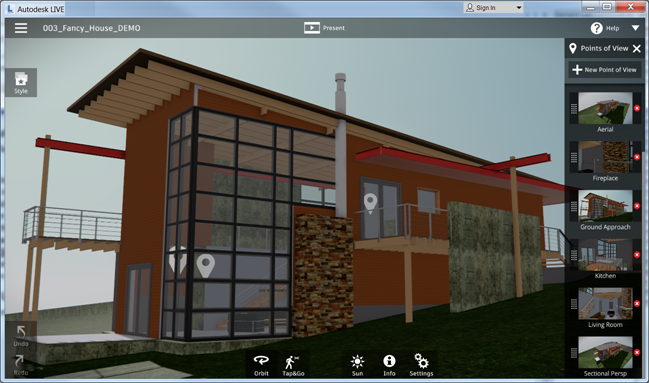 Autodesk LIVE
Sign In
003_Fancy_House_DEMO
Present
Help
Points of View
New Point of View
Style
Aerial
Fireplace
Ground Approach
Kitchen
Living Room
Sectional Persp
Undo
Redo
Orbit
Tap&Go
Sun
Info
Settings